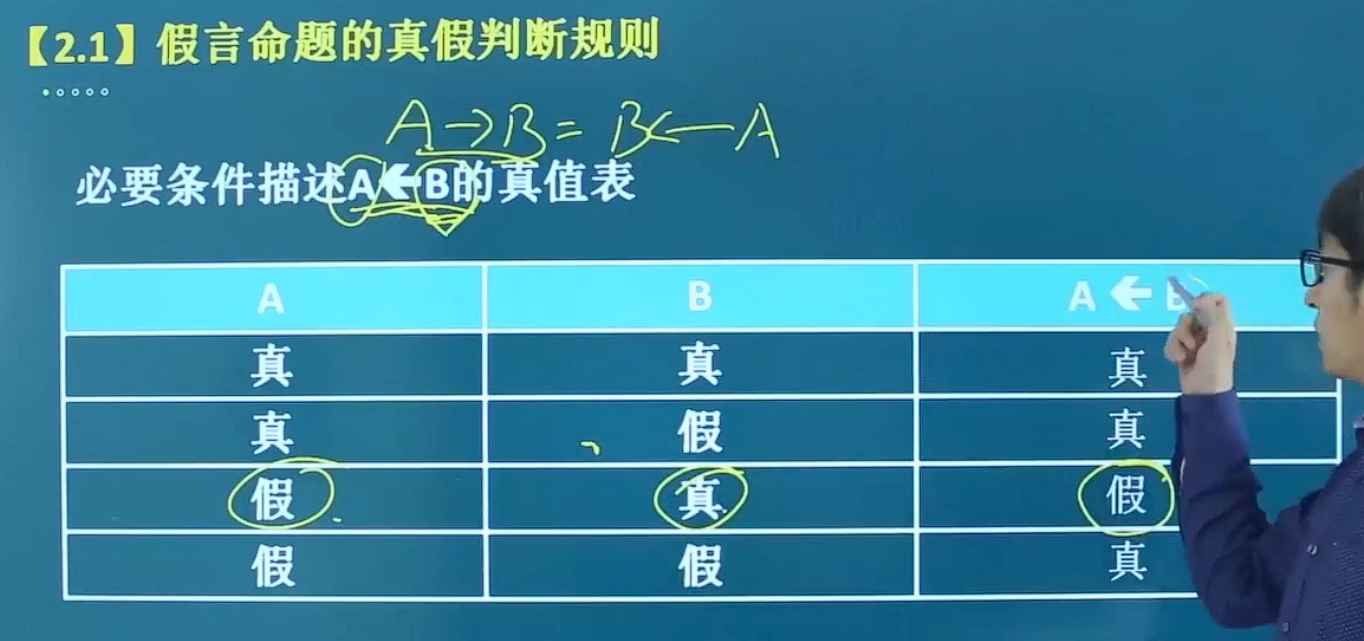 【2.1】假言命题的真假判断规则
A→B=B←A
必要条件描述A←B的真值表
A B A←B
真 真 真
真 假 真
假 真 假
假 假 真